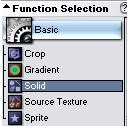 Function Selection
Basic
Crop
Gradient
Solid
Source Texture
Sprite